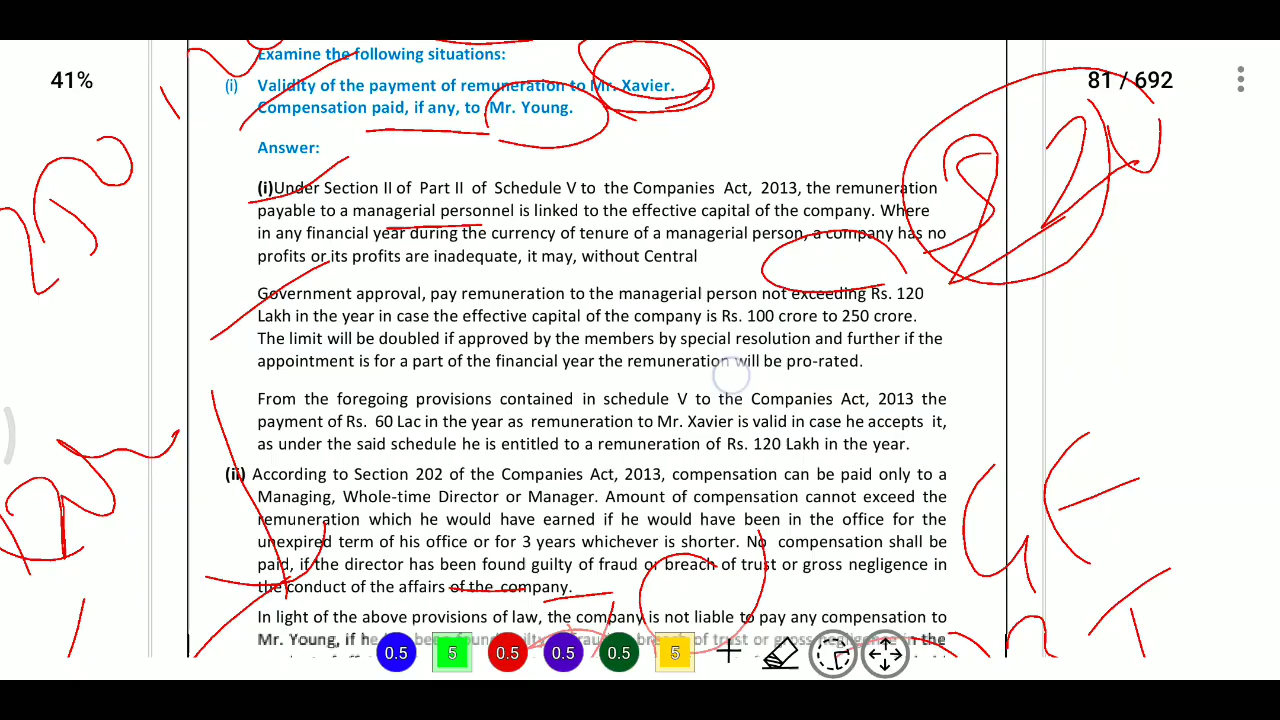 41%
81 / 692
Examine the following situations:
(i) Validity of the payment of remuneration to Mr. Xavier.
Compensation paid, if any, to Mr. Young.
Answer:
(i)Under Section II of Part II of Schedule V to the Companies Act, 2013, the remuneration
payable to a managerial personnel is linked to the effective capital of the company. Where
in any financial year during the currency of tenure of a managerial person, a company has no
profits or its profits are inadequate, it may, without Central
Government approval, pay remuneration to the managerial person not exceeding Rs. 120
Lakh in the year in case the effective capital of the company is Rs. 100 crore to 250 crore.
The limit will be doubled if approved by the members by special resolution and further if the
appointment is for a part of the financial year the remuneration will be pro-rated.
From the foregoing provisions contained in schedule V to the Companies Act, 2013 the
payment of Rs. 60 Lac in the year as remuneration to Mr. Xavier is valid in case he accepts it,
as under the said schedule he is entitled to a remuneration of Rs. 120 Lakh in the year.
(ii) According to Section 202 of the Companies Act, 2013, compensation can be paid only to a
Managing, Whole-time Director or Manager. Amount of compensation cannot exceed the
remuneration which he would have earned if he would have been in the office for the
unexpired term of his office or for 3 years whichever is shorter. No compensation shall be
paid, if the director has been found guilty of fraud or breach of trust or gross negligence in
the conduct of the affairs of the company.
In light of the above provisions of law, the company is not liable to pay any compensation to
Mr. Young, if he has been found guilty of fraud or breach of trust or gross negligence in the
0.5 5 0.5 0.5 0.5 5